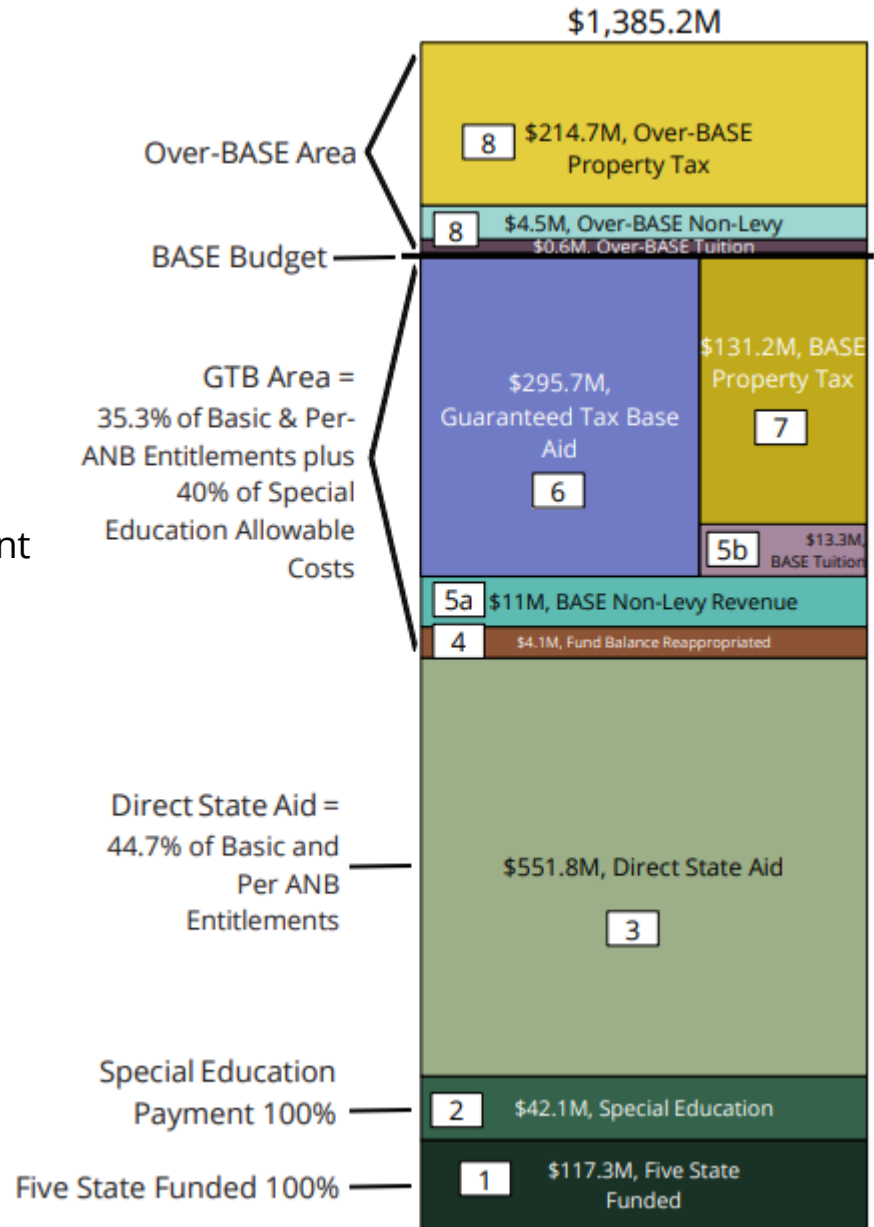 $1,385.2M
Over-BASE Area
8
$214.7M, Over-BASE
Property Tax
8
$4.5M, Over-BASE Non-Levy
$0.6M. Over-BASE Tuition
BASE Budget
GTB Area =
35.3% of Basic & Per-
ANB Entitlements plus
40% of Special
Education Allowable
Costs
nt
$295.7M,
Guaranteed Tax Base
Aid
6
$131.2M, BASE
Property Tax
7
5b
$13.3M,
BASE Tuition
5a
$11M, BASE Non-Levy Revenue
4
$4.1M, Fund Balance Reappropriated
Direct State Aid =
44.7% of Basic and
Per ANB
Entitlements
$551.8M, Direct State Aid
3
Special Education
Payment 100%
2
$42.1M, Special Education
Five State Funded 100%
1
$117.3M, Five State
Funded